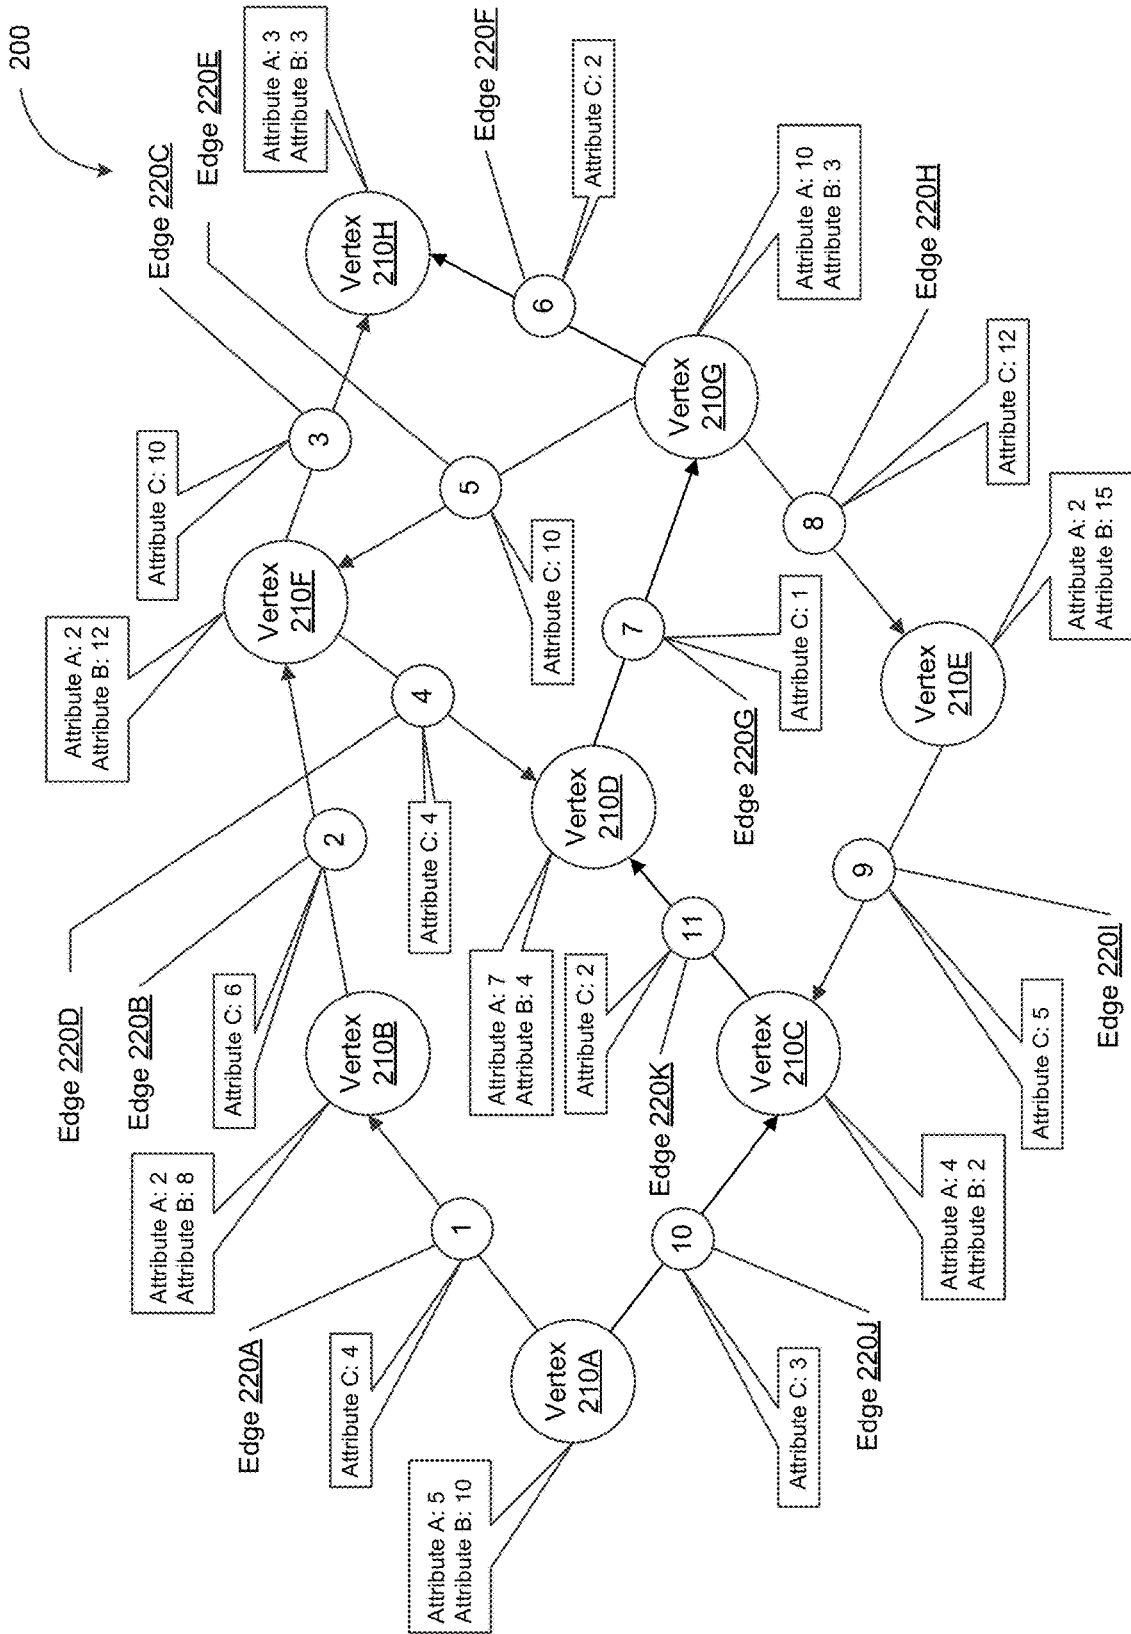 200
Edge 220D
Edge 220B
Edge 220A
Edge 220C
Edge 220E
Edge 220F
Attribute A: 2
Attribute B: 8
Attribute C: 6
Attribute A: 2
Attribute B: 12
Attribute C: 10
Attribute A: 3
Attribute B: 3
Vertex
210B
2
Vertex
210F
3
Vertex
210H
Attribute C: 4
1
Attribute C: 4
4
5
Attribute C: 10
6
Attribute C: 2
Attribute A: 5
Attribute B: 10
Vertex
210A
Attribute A: 7
Attribute B: 4
Vertex
210D
Attribute C: 2
11
Edge 220K
7
Vertex
210G
Attribute A: 10
Attribute B: 3
10
Vertex
210C
Edge 220G
Attribute C: 1
8
Edge 220H
Attribute C: 3
Edge 220J
Attribute A: 4
Attribute B: 2
9
Vertex
210E
Attribute C: 12
Attribute C: 5
Edge 220I
Attribute A: 2
Attribute B: 15